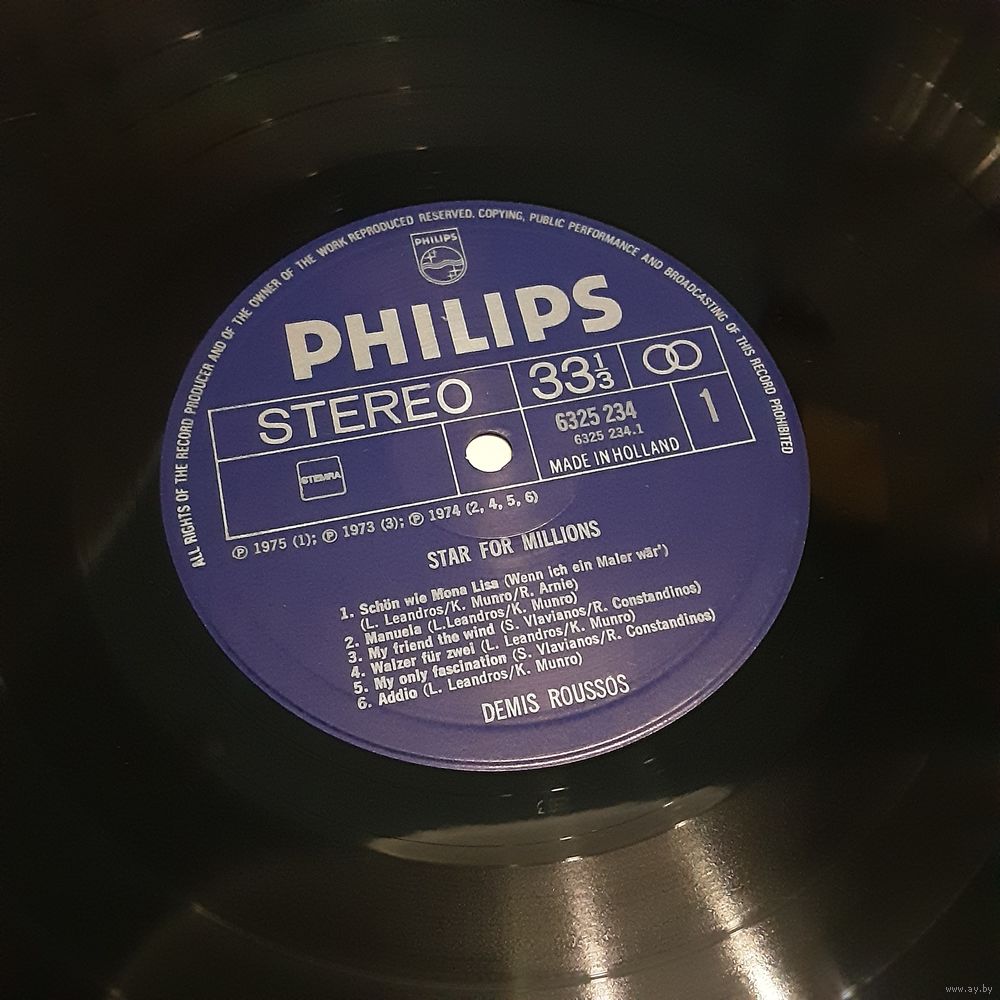 ALL RIGHTS OF THE RECORD PRODUCER AND OF THE OWNER OF THE WORK REPRODUCED RESERVED. COPYING, PUBLIC PERFORMANCE AND BROADCASTING OF THIS RECORD PROHIBITED
PHILIPS
PHILIPS
STEREO
33 1/3
6325 234
6325 234.1
1
STEMRA
MADE IN HOLLAND
℗ 1975 (1); ℗ 1973 (3); ℗ 1974 (2, 4, 5, 6)
STAR FOR MILLIONS
1. Schön wie Mona Lisa (Wenn ich ein Maler wär')
(L. Leandros/K. Munro/R. Arnie)
2. Manuela (L.Leandros/K. Munro)
3. My friend the wind (S. Vlavianos/R. Constandinos)
4. Walzer für zwei (L. Leandros/K. Munro)
5. My only fascination (S. Vlavianos/R. Constandinos)
6. Addio (L. Leandros/K. Munro)
DEMIS ROUSSOS
www.ay.by